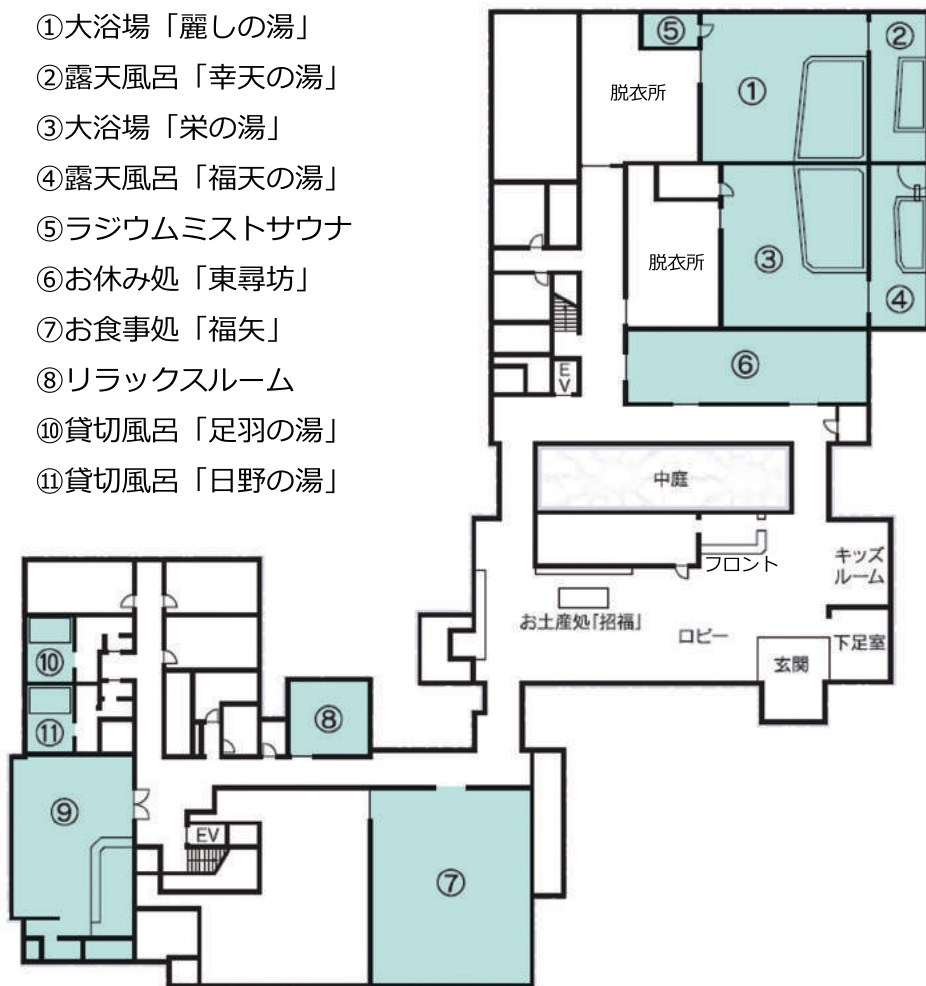 ①大浴場「麗しの湯」
②露天風呂「幸天の湯」
③大浴場「栄の湯」
④露天風呂「福天の湯」
⑤ラジウムミストサウナ
⑥お休み処「東尋坊」
⑦お食事処「福矢」
⑧リラックスルーム
⑩貸切風呂「足羽の湯」
⑪貸切風呂「日野の湯」
⑤
②
脱衣所
①
脱衣所
③
④
⑥
EV
中庭
フロント
キッズ
ルーム
お土産処「招福」
ロビー
下足室
玄関
⑩
⑪
⑧
⑨
EV
⑦